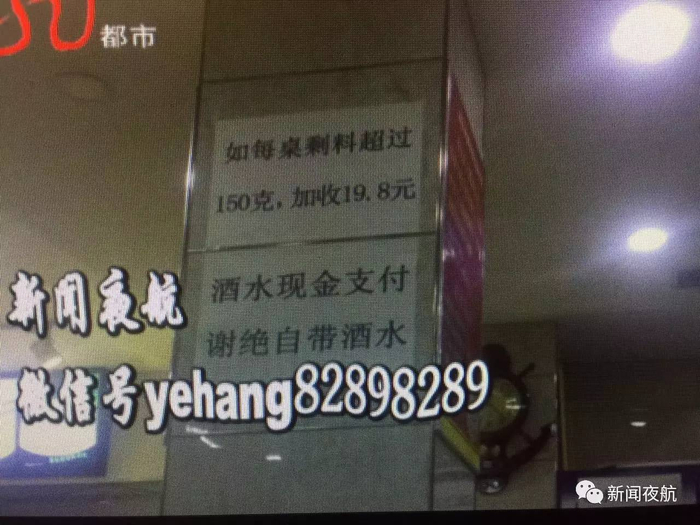 都市
如每桌剩料超过
150克，加收19.8元
酒水现金支付
谢绝自带酒水
新闻夜航
微信号yehang82898289
新闻夜航